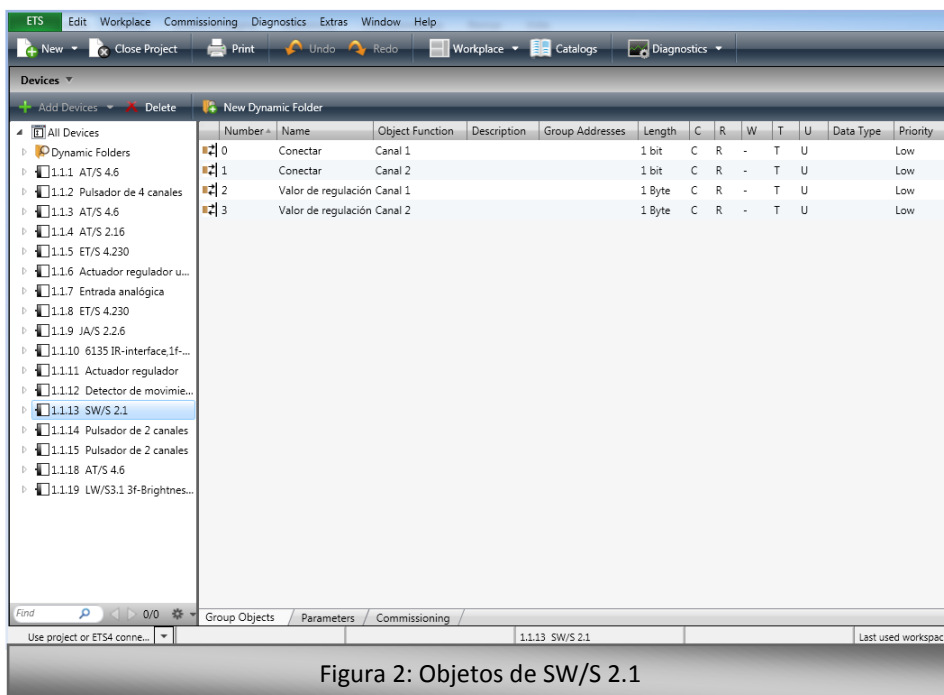 ETS Edit Workplace Commissioning Diagnostics Extras Window Help
New Close Project Print Undo Redo Workplace Catalogs Diagnostics
Devices
Add Devices Delete New Dynamic Folder
All Devices
Dynamic Folders
1.1.1 AT/S 4.6
1.1.2 Pulsador de 4 canales
1.1.3 AT/S 4.6
1.1.4 AT/S 2.16
1.1.5 ET/S 4.230
1.1.6 Actuador regulador u...
1.1.7 Entrada analógica
1.1.8 ET/S 4.230
1.1.9 JA/S 2.2.6
1.1.10 6135 IR-interface,1f-...
1.1.11 Actuador regulador
1.1.12 Detector de movimie...
1.1.13 SW/S 2.1
1.1.14 Pulsador de 2 canales
1.1.15 Pulsador de 2 canales
1.1.18 AT/S 4.6
1.1.19 LW/S3.1 3f-Brightnes...
Number Name Object Function Description Group Addresses Length C R W T U Data Type Priority
0 Conectar Canal 1 1 bit C R - T U Low
1 Conectar Canal 2 1 bit C R - T U Low
2 Valor de regulación Canal 1 1 Byte C R - T U Low
3 Valor de regulación Canal 2 1 Byte C R - T U Low
Find 0/0
Group Objects Parameters Commissioning
Use project or ETS4 conne... 1.1.13 SW/S 2.1 Last used workspac
Figura 2: Objetos de SW/S 2.1